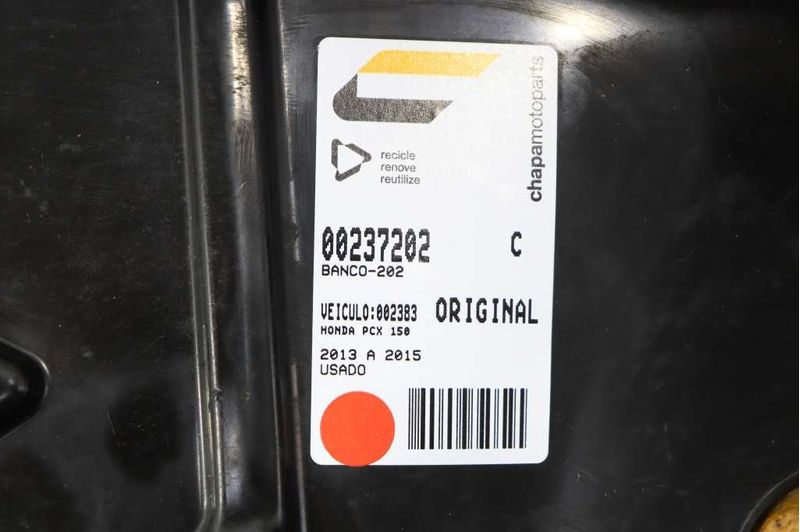 chapamotoparts
recicle
renove
reutilize
00237202 C
BANCO-202
VEICULO:002383 ORIGINAL
HONDA PCX 150
2013 A 2015
USADO